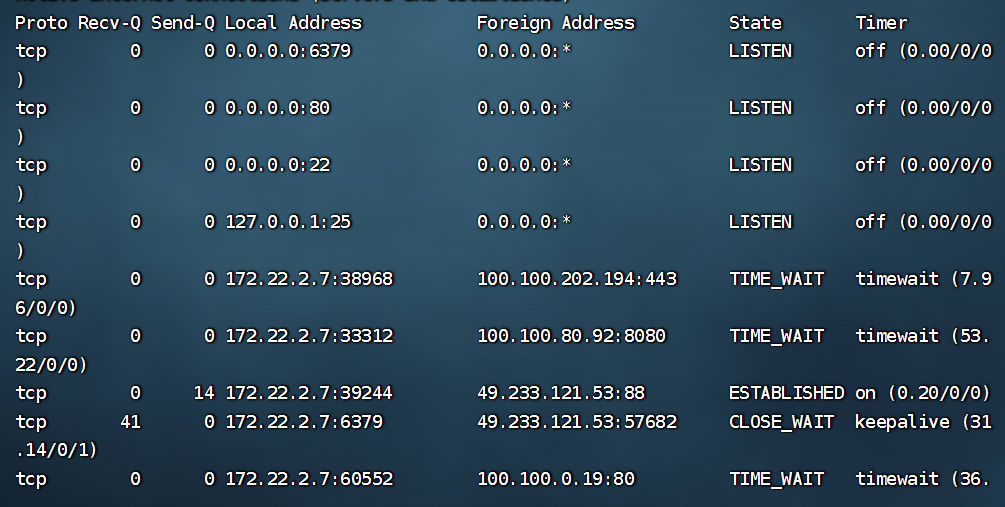 Proto Recv-Q Send-Q Local Address           Foreign Address         State       Timer
tcp        0      0 0.0.0.0:6379            0.0.0.0:*               LISTEN      off (0.00/0/0
)
tcp        0      0 0.0.0.0:80              0.0.0.0:*               LISTEN      off (0.00/0/0
)
tcp        0      0 0.0.0.0:22              0.0.0.0:*               LISTEN      off (0.00/0/0
)
tcp        0      0 127.0.0.1:25            0.0.0.0:*               LISTEN      off (0.00/0/0
)
tcp        0      0 172.22.2.7:38968        100.100.202.194:443     TIME_WAIT   timewait (7.9
6/0/0)
tcp        0      0 172.22.2.7:33312        100.100.80.92:8080      TIME_WAIT   timewait (53.
22/0/0)
tcp        0     14 172.22.2.7:39244        49.233.121.53:88        ESTABLISHED on (0.20/0/0)
tcp       41      0 172.22.2.7:6379         49.233.121.53:57682     CLOSE_WAIT  keepalive (31
.14/0/1)
tcp        0      0 172.22.2.7:60552        100.100.0.19:80         TIME_WAIT   timewait (36.